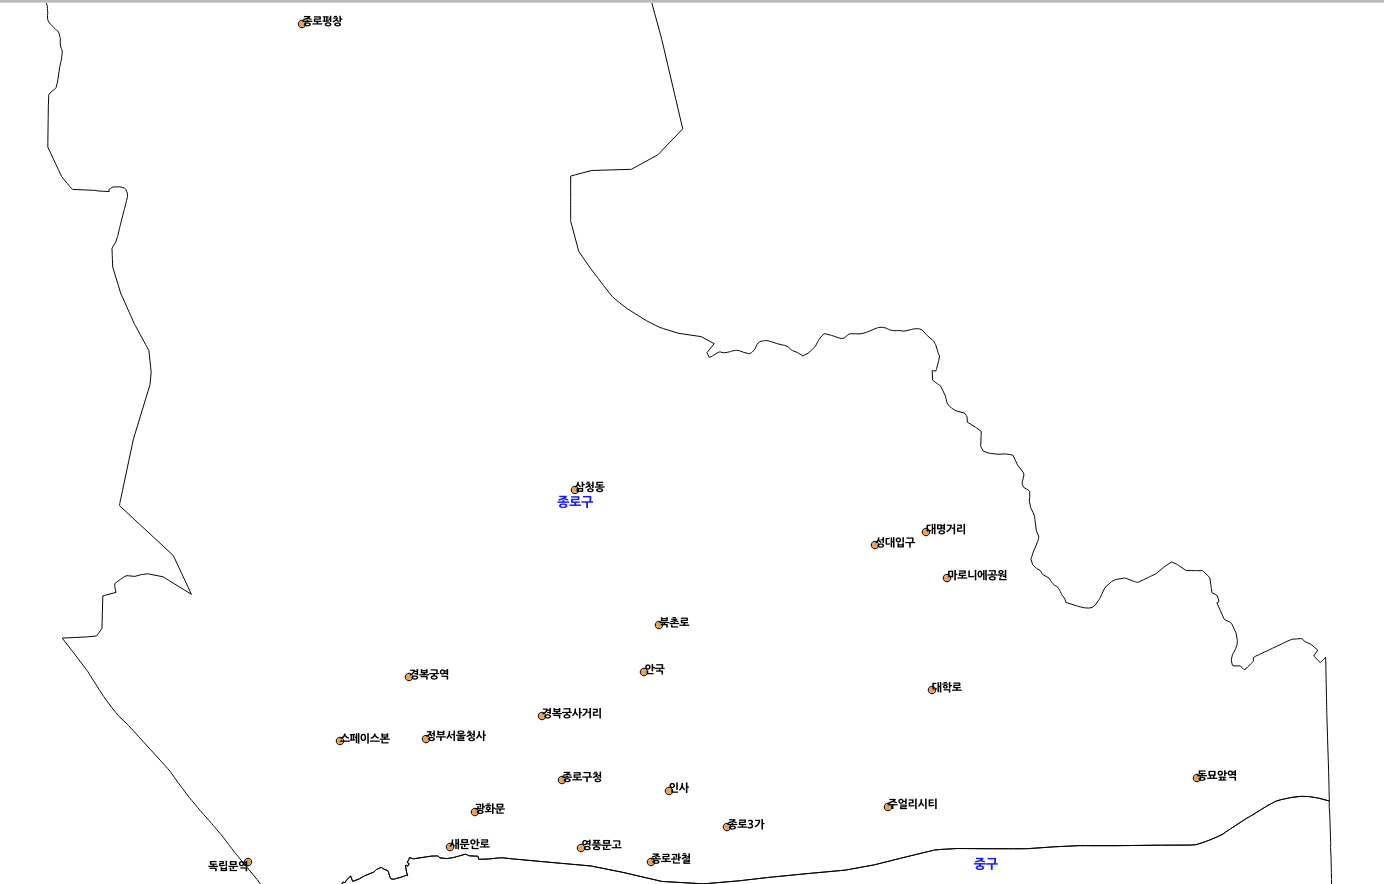 종로평창
삼청동
종로구
대명거리
성대입구
마로니에공원
북촌로
안국
경복궁역
대학로
경복궁사거리
스페이스본
정부서울청사
종로구청
동묘앞역
인사
주얼리시티
광화문
종로3가
새문안로
영풍문고
종로관철
중구
독립문역